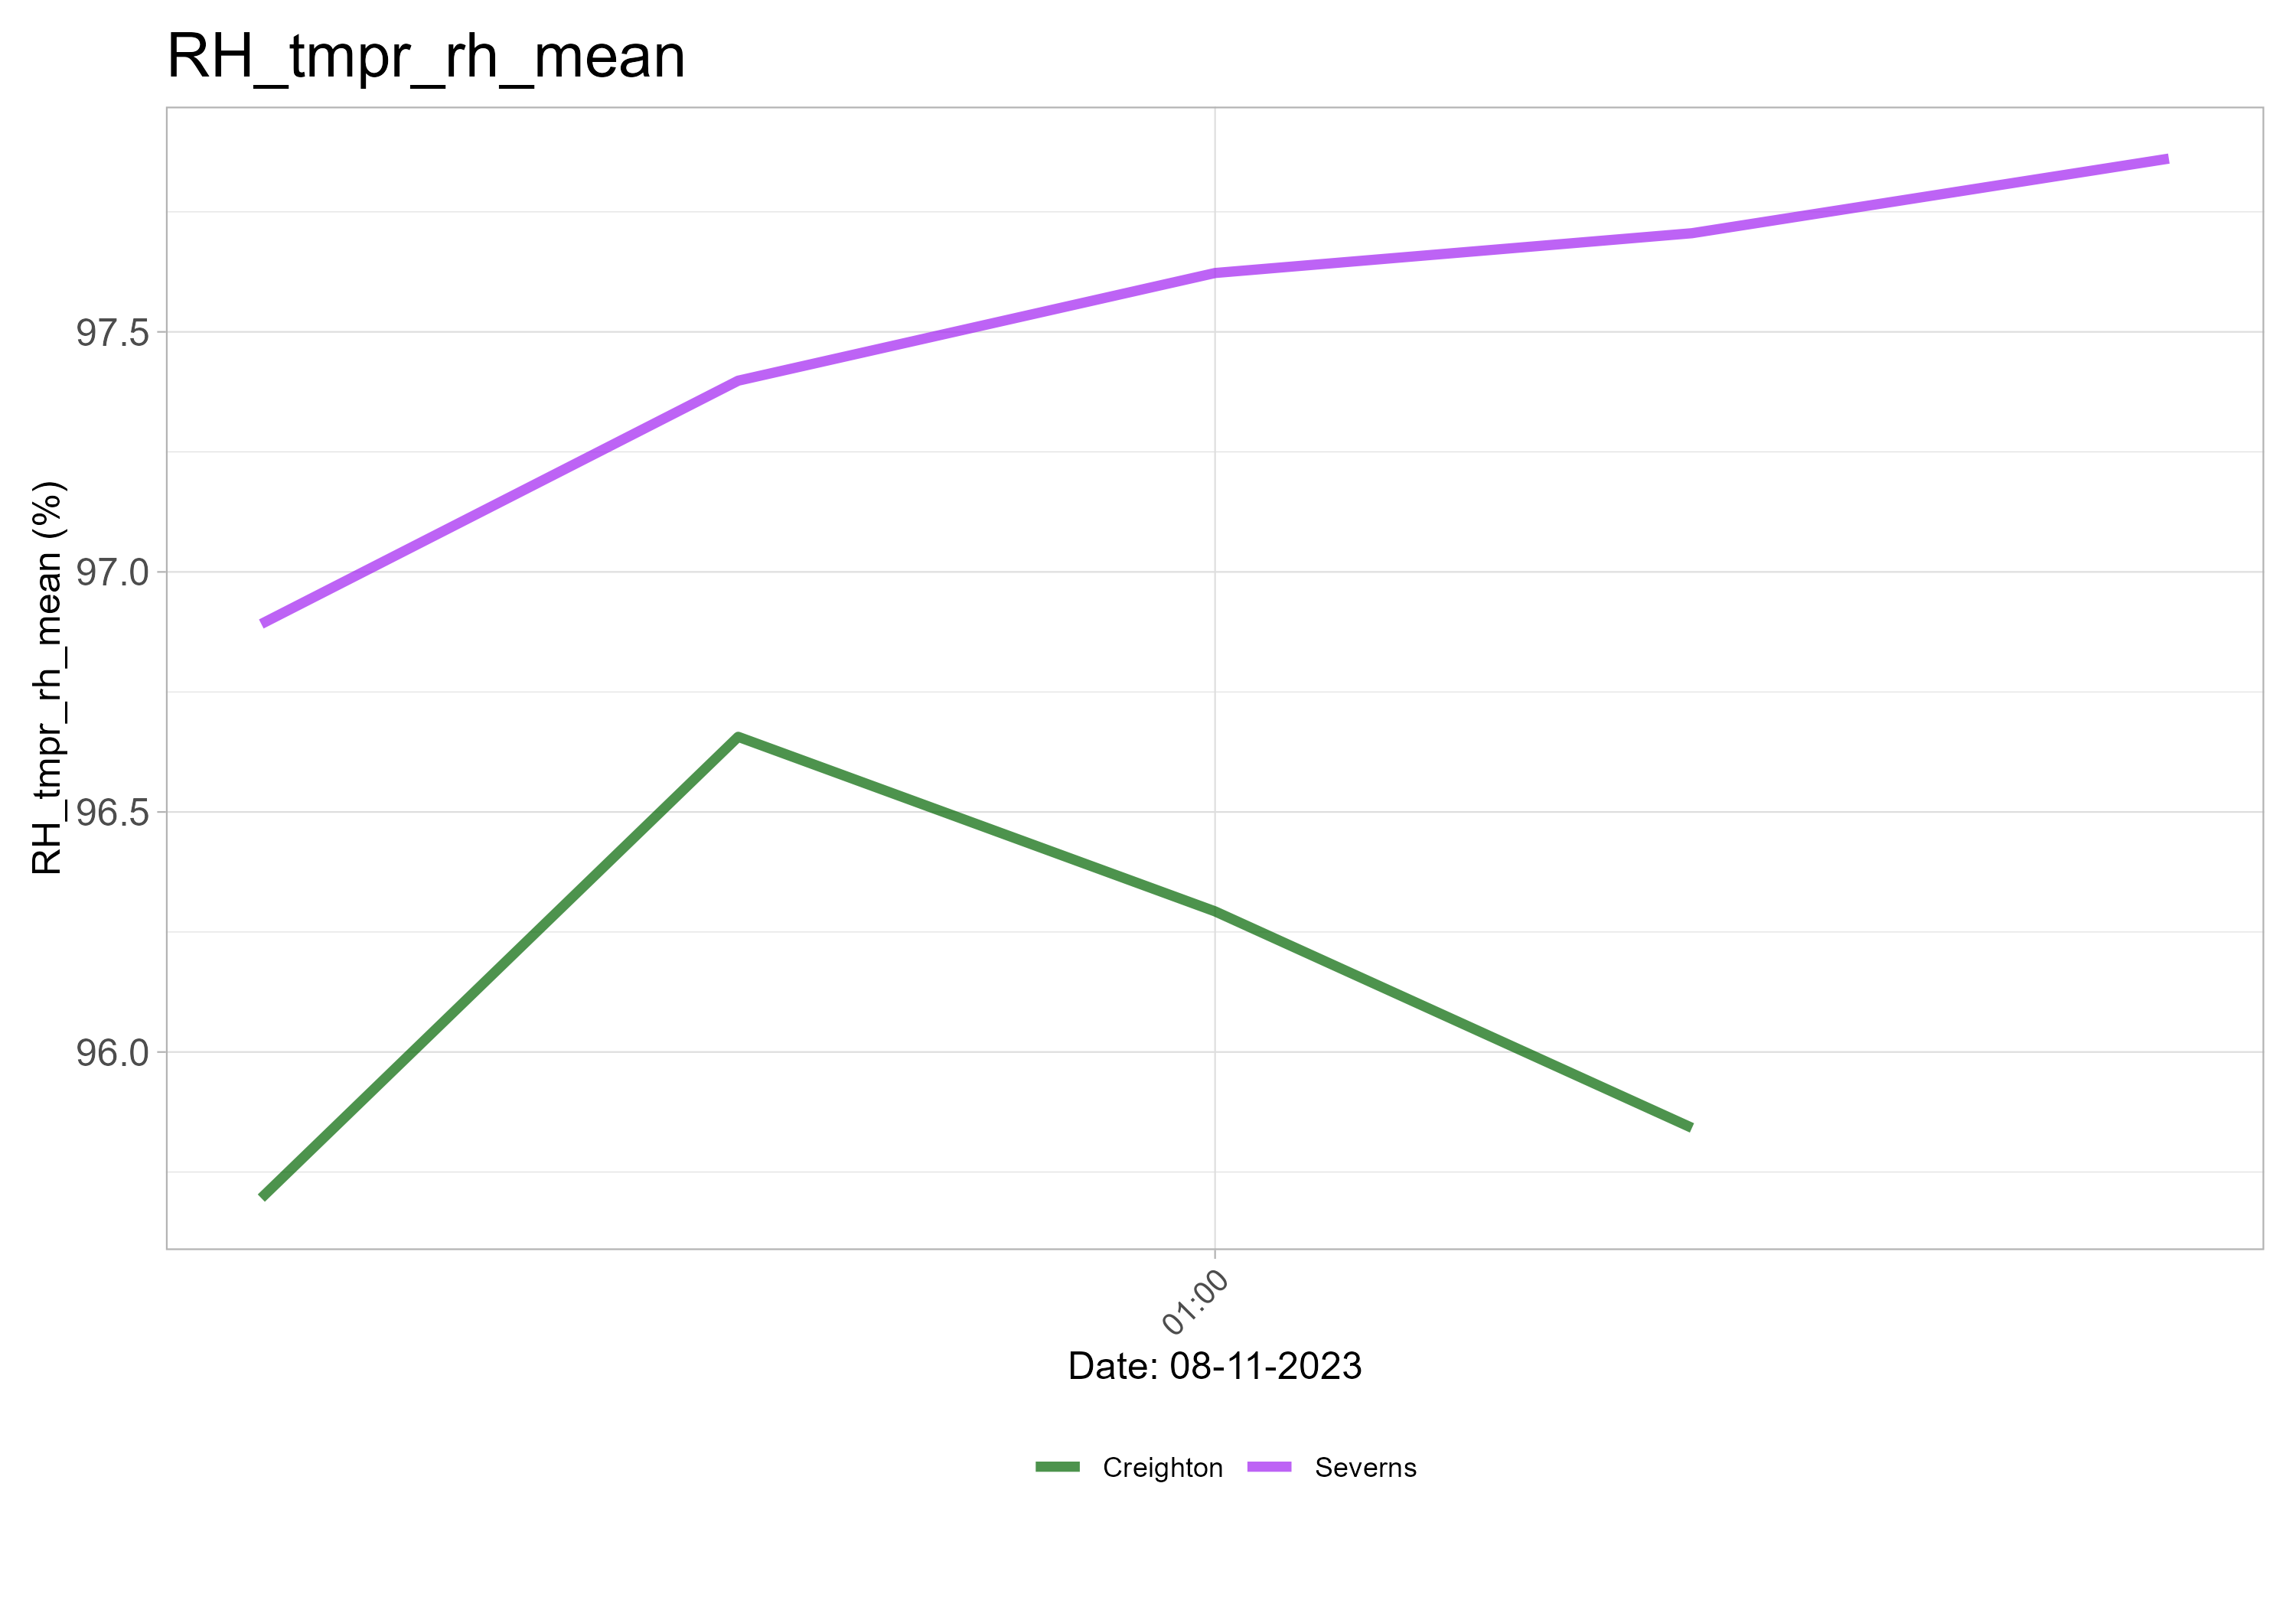 RH_tmpr_rh_mean
RH_tmpr_rh_mean (%)
97.5
97.0
96.5
96.0
01:00
Date: 08-11-2023
Creighton Severns